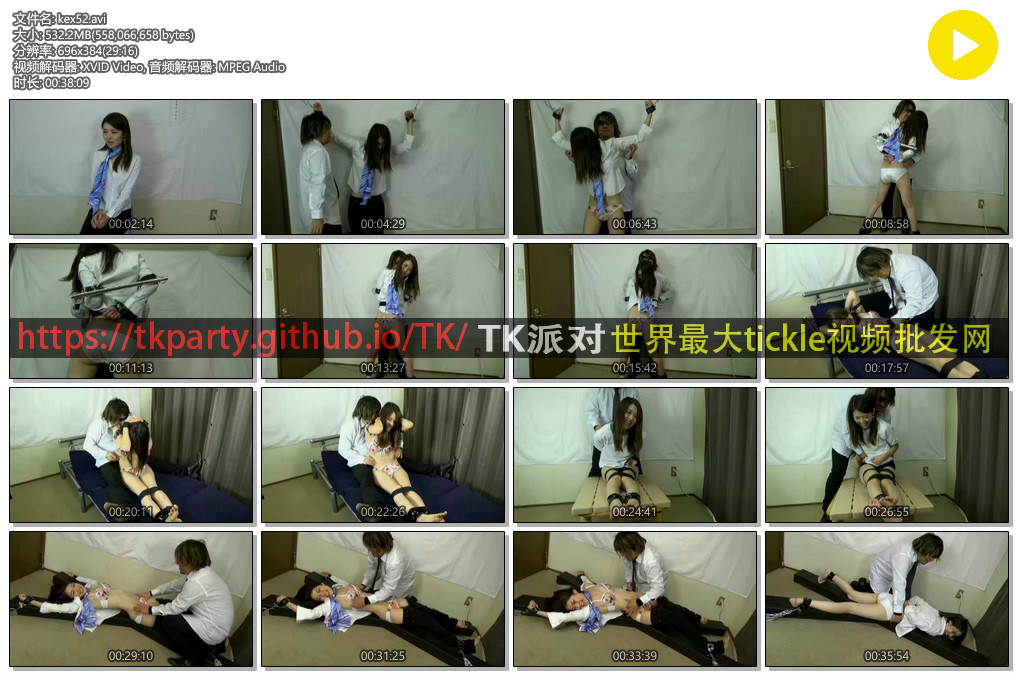 文件名: kex52.avi
大小: 532.2MB(558,066,658 bytes)
分辨率: 696x384(29:16)
视频解码器: XVID Video, 音频解码器: MPEG Audio
时长: 00:38:09
00:02:14
00:04:29
00:06:43
00:08:58
https://tkparty.github.io/TK/ TK派对 世界最大tickle视频批发网
00:11:13
00:13:27
00:15:42
00:17:57
00:20:11
00:22:26
00:24:41
00:26:55
00:29:10
00:31:25
00:33:39
00:35:54